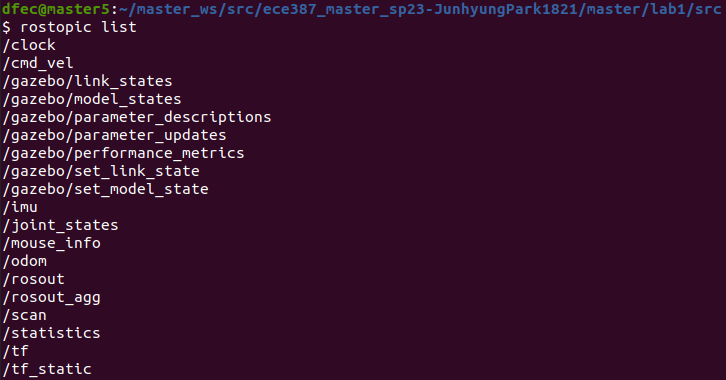 dfec@master5:~/master_ws/src/ece387_master_sp23-JunhyungPark1821/master/lab1/src
$ rostopic list
/clock
/cmd_vel
/gazebo/link_states
/gazebo/model_states
/gazebo/parameter_descriptions
/gazebo/parameter_updates
/gazebo/performance_metrics
/gazebo/set_link_state
/gazebo/set_model_state
/imu
/joint_states
/mouse_info
/odom
/rosout
/rosout_agg
/scan
/statistics
/tf
/tf_static